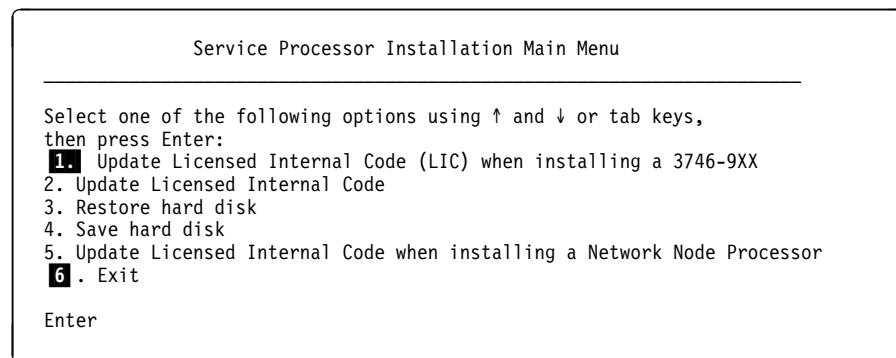 Service Processor Installation Main Menu
Select one of the following options using ↑ and ↓ or tab keys,
then press Enter:
1. Update Licensed Internal Code (LIC) when installing a 3746-9XX
2. Update Licensed Internal Code
3. Restore hard disk
4. Save hard disk
5. Update Licensed Internal Code when installing a Network Node Processor
6 . Exit
Enter